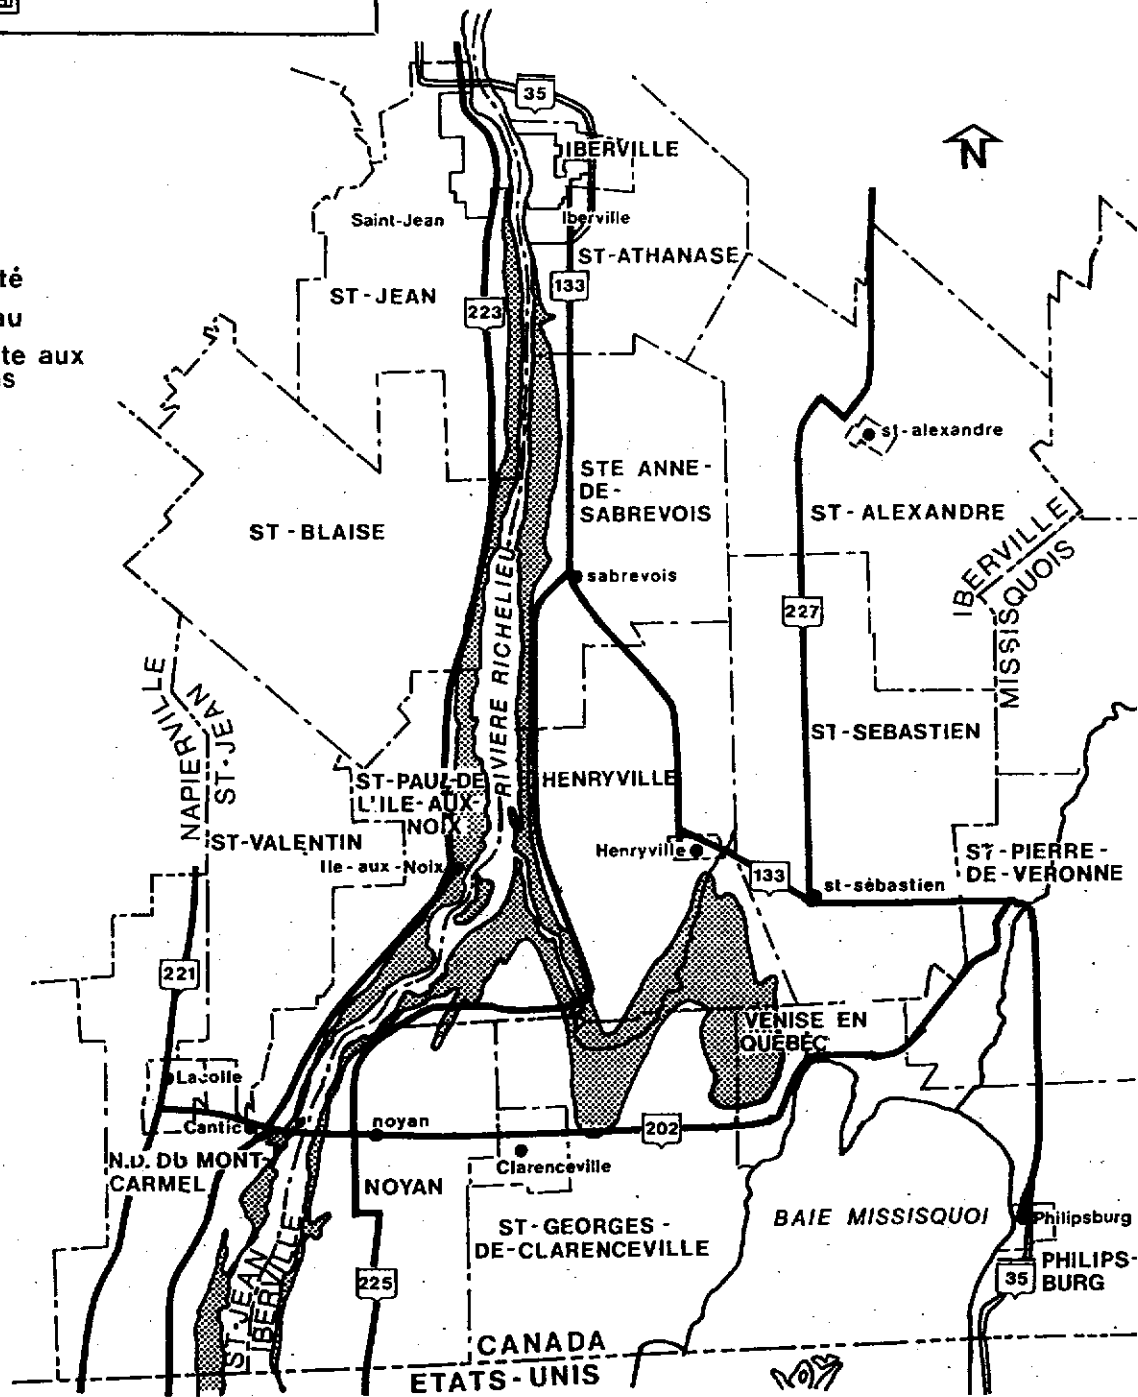 35
IBERVILLE
N
Saint-Jean
Iberville
ST-ATHANASE
té
au
te aux
s
ST-JEAN
133
223
st-alexandre
STE ANNE-
DE-
SABREVOIS
ST-ALEXANDRE
ST-BLAISE
IBERVILLE
MISSISQUOIS
sabrevois
227
RIVIERE RICHELIEU
NAPIERVILLE
ST-JEAN
ST-SEBASTIEN
ST-PAUL-DE
L'ILE-AUX-
NOIX
HENRYVILLE
ST-VALENTIN
Ile-aux-Noix
Henryville
133
st-sébastien
ST-PIERRE-
DE-VERONNE
221
VENISE EN
QUEBEC
Lacolle
Cantic
noyan
202
Clarenceville
N.D. DU MONT-
CARMEL
NOYAN
ST-GEORGES-
DE-CLARENCEVILLE
BAIE MISSISQUOI
Philipsburg
PHILIPS-
BURG
35
225
ST-JEAN
IBERVILLE
CANADA
ETATS-UNIS